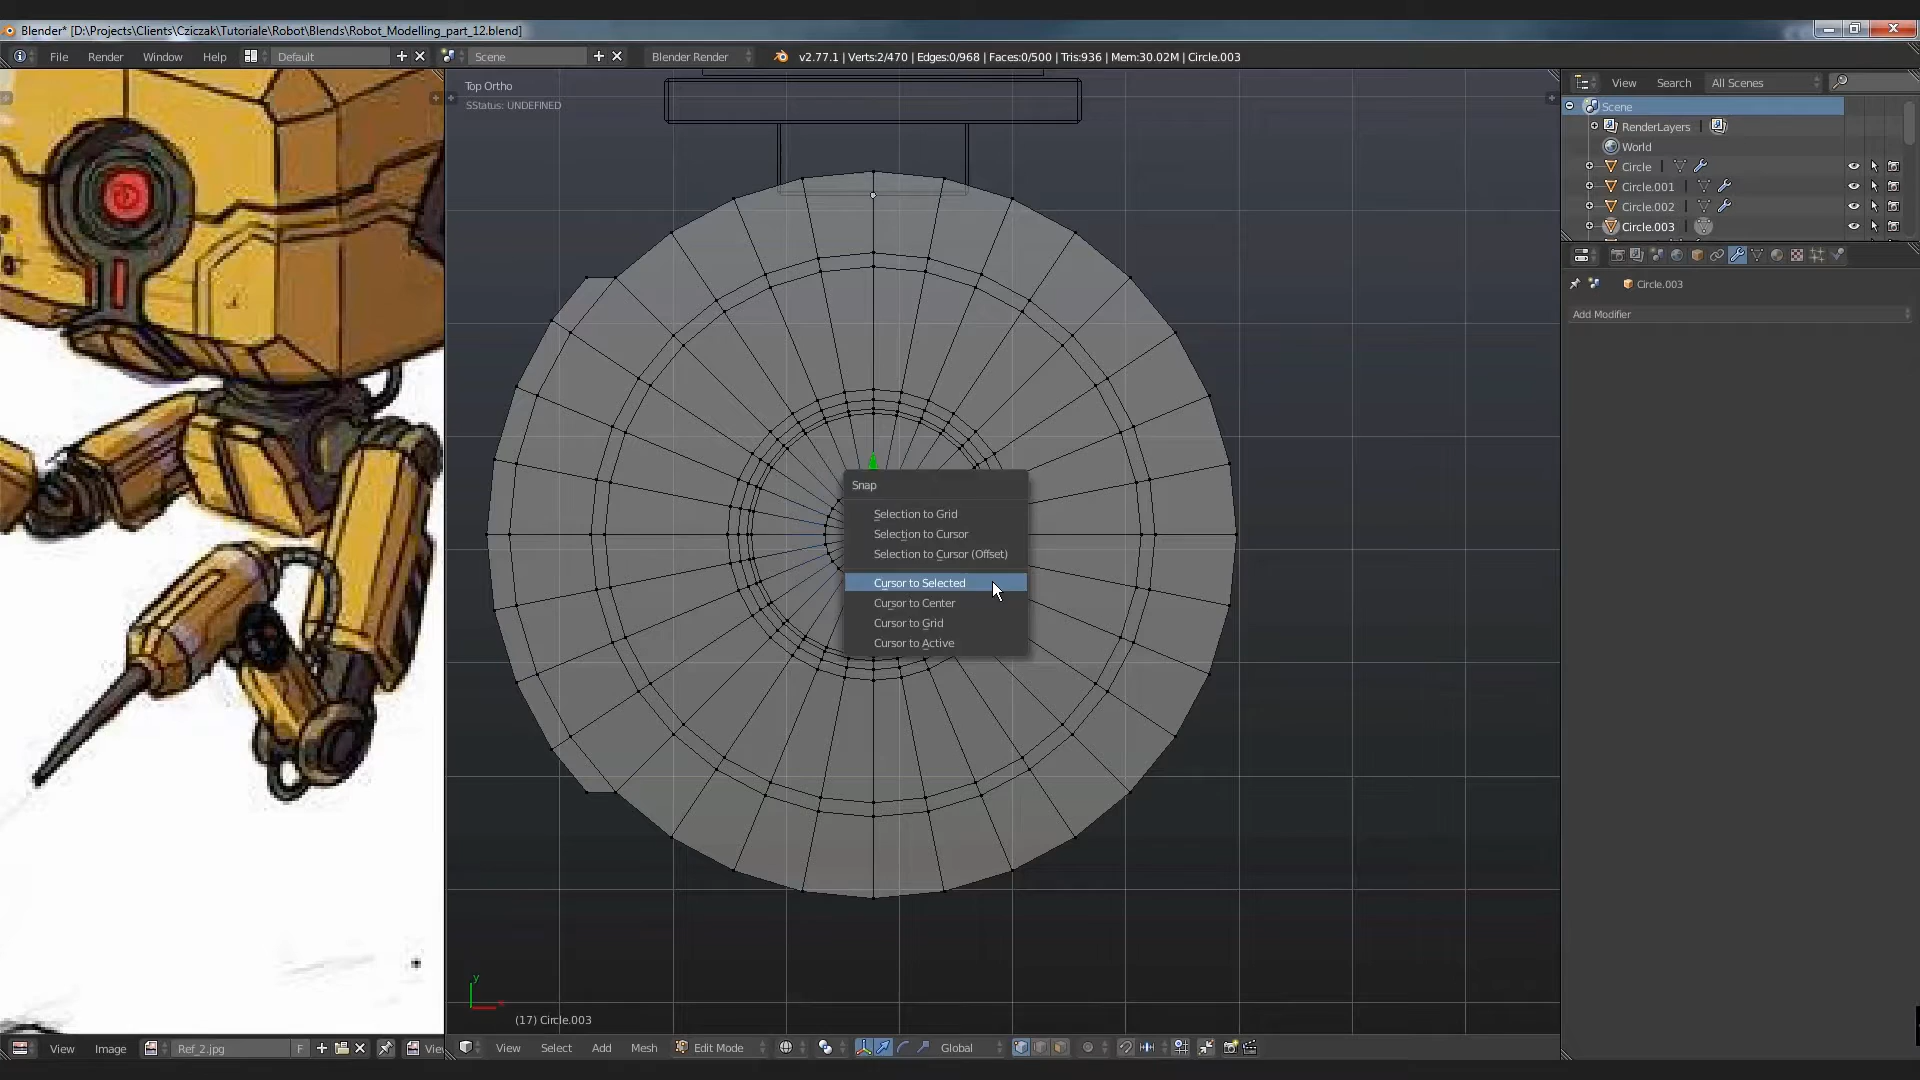 Blender* [D:\Projects\Clients\Cziczak\Tutoriale\Robot\Blends\Robot_Modelling_part_12.blend]
File Render Window Help Default Scene Blender Render v2.77.1 | Verts:2/470 | Edges:0/968 | Faces:0/500 | Tris:936 | Mem:30.02M | Circle.003
View Search All Scenes
Top Ortho
SStatus: UNDEFINED
Scene
RenderLayers
World
Circle
Circle.001
Circle.002
Circle.003
Circle.003
Add Modifier
Snap
Selection to Grid
Selection to Cursor
Selection to Cursor (Offset)
Cursor to Selected
Cursor to Center
Cursor to Grid
Cursor to Active
y
(17) Circle.003
View Image Ref_2.jpg F View Select Add Mesh Edit Mode Global